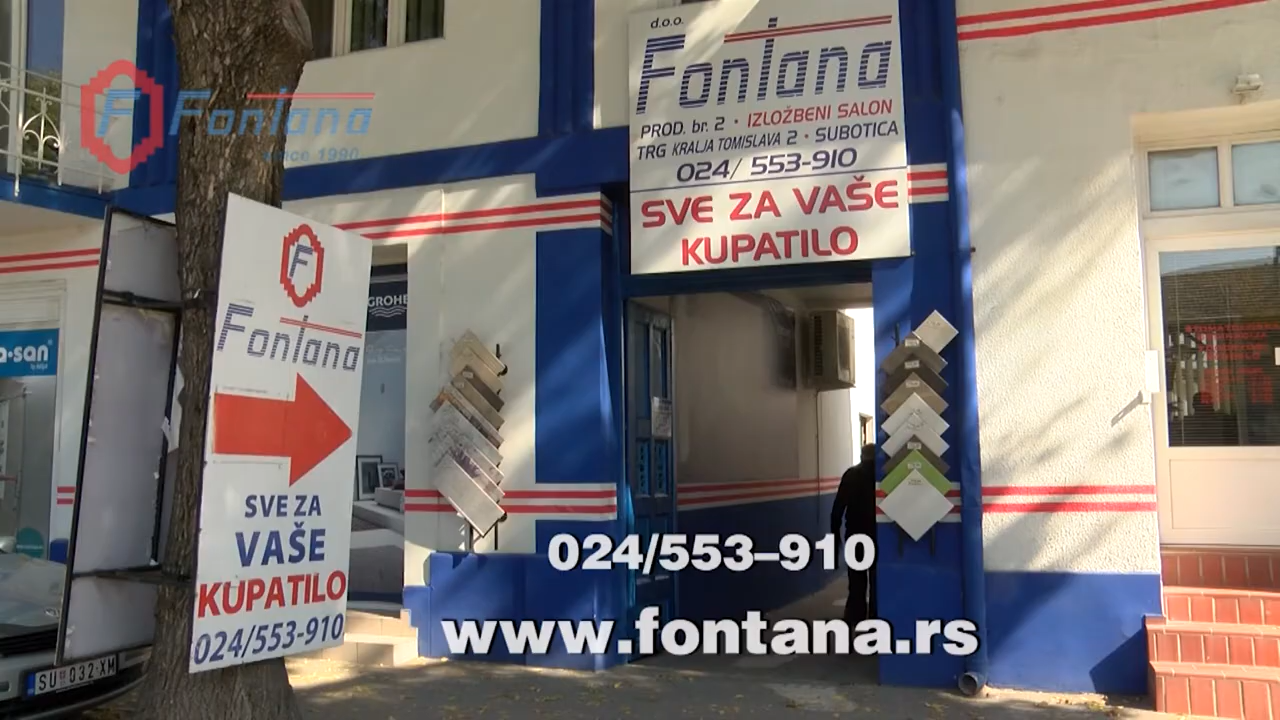 Fontana
since 1990
d.o.o.
Fontana
PROD. br. 2 • IZLOŽBENI SALON
TRG KRALJA TOMISLAVA 2 • SUBOTICA
024/ 553-910
SVE ZA VAŠE
KUPATILO
F
Fontana
SVE ZA
VAŠE
KUPATILO
024/553-910
GROHE
a·san
SU 032-XM
024/553–910
www.fontana.rs